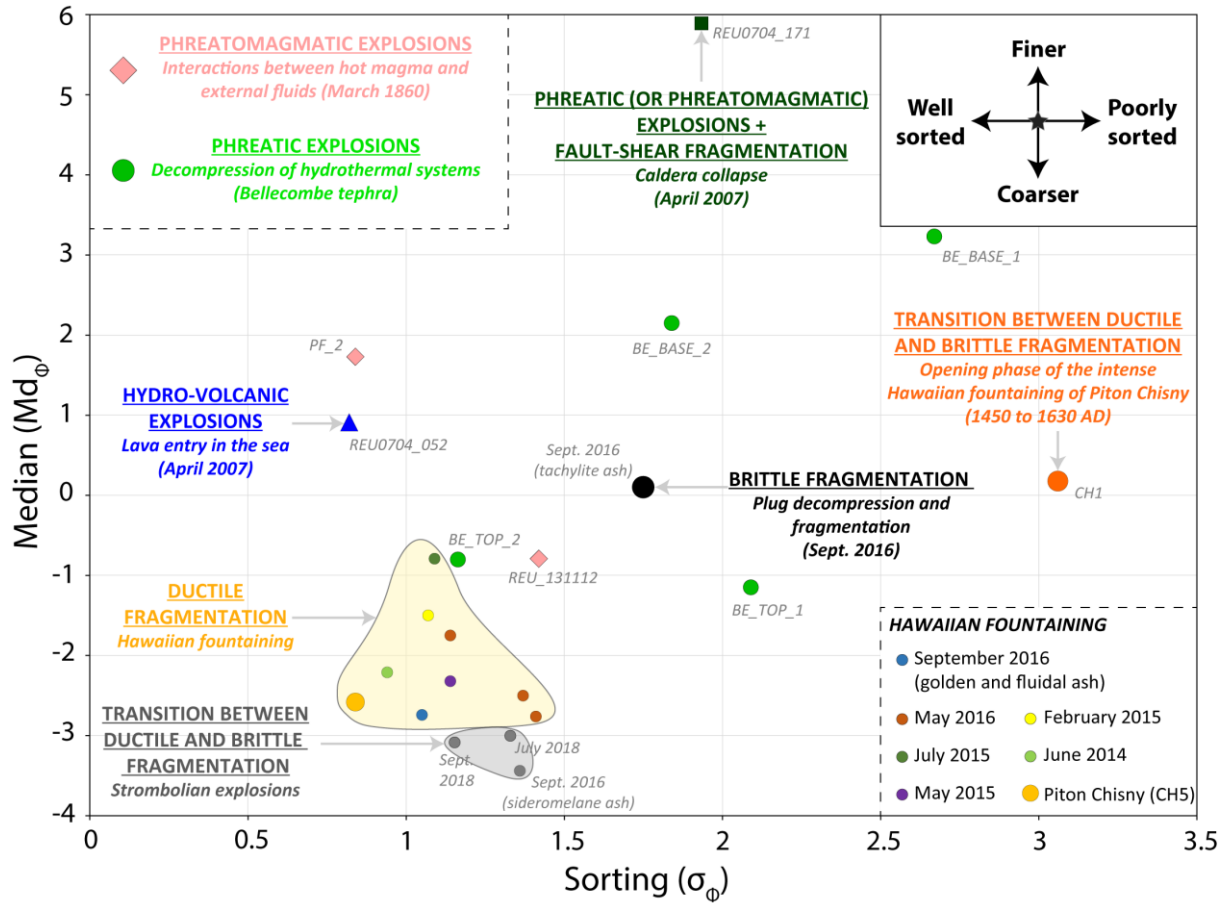 6
5
4
3
2
1
0
-1
-2
-3
-4
Median (MdΦ)
0
0.5
1
1.5
2
2.5
3
3.5
Sorting (σΦ)
PHREATOMAGMATIC EXPLOSIONS
Interactions between hot magma and
external fluids (March 1860)
PHREATIC EXPLOSIONS
Decompression of hydrothermal systems
(Bellecombe tephra)
REU0704_171
PHREATIC (OR PHREATOMAGMATIC)
EXPLOSIONS +
FAULT-SHEAR FRAGMENTATION
Caldera collapse
(April 2007)
Finer
Well
sorted
Poorly
sorted
Coarser
BE_BASE_1
BE_BASE_2
TRANSITION BETWEEN DUCTILE
AND BRITTLE FRAGMENTATION
Opening phase of the intense
Hawaiian fountaining of Piton Chisny
(1450 to 1630 AD)
CH1
PF_2
HYDRO-VOLCANIC
EXPLOSIONS
Lava entry in the sea
(April 2007)
REU0704_052
Sept. 2016
(tachylite ash)
BRITTLE FRAGMENTATION
Plug decompression and
fragmentation
(Sept. 2016)
BE_TOP_2
REU_131112
BE_TOP_1
DUCTILE
FRAGMENTATION
Hawaiian fountaining
TRANSITION BETWEEN
DUCTILE AND BRITTLE
FRAGMENTATION
Strombolian explosions
Sept.
2018
July 2018
Sept. 2016
(sideromelane ash)
HAWAIIAN FOUNTAINING
September 2016
(golden and fluidal ash)
May 2016
February 2015
July 2015
June 2014
May 2015
Piton Chisny (CH5)